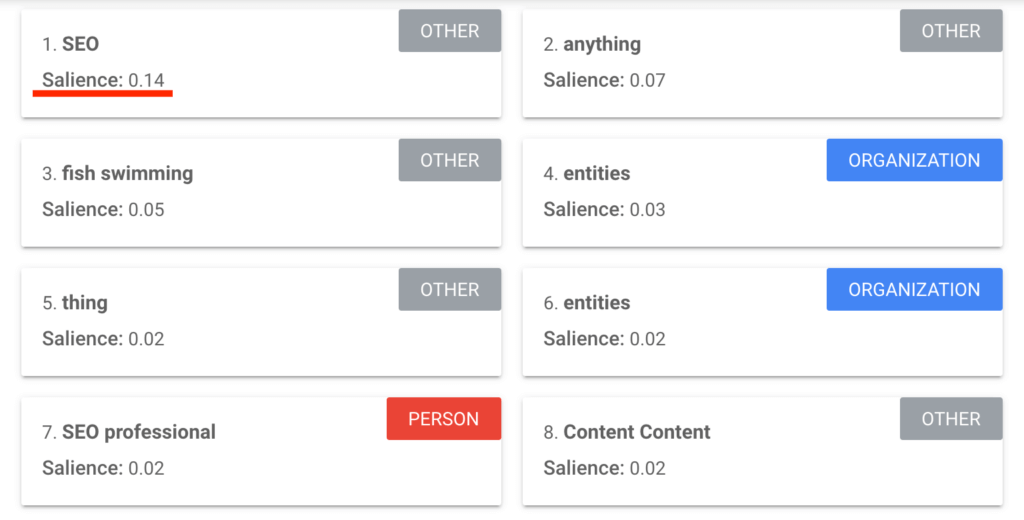 OTHER
1. SEO
Salience: 0.14
OTHER
2. anything
Salience: 0.07
OTHER
3. fish swimming
Salience: 0.05
ORGANIZATION
4. entities
Salience: 0.03
OTHER
5. thing
Salience: 0.02
ORGANIZATION
6. entities
Salience: 0.02
PERSON
7. SEO professional
Salience: 0.02
OTHER
8. Content Content
Salience: 0.02